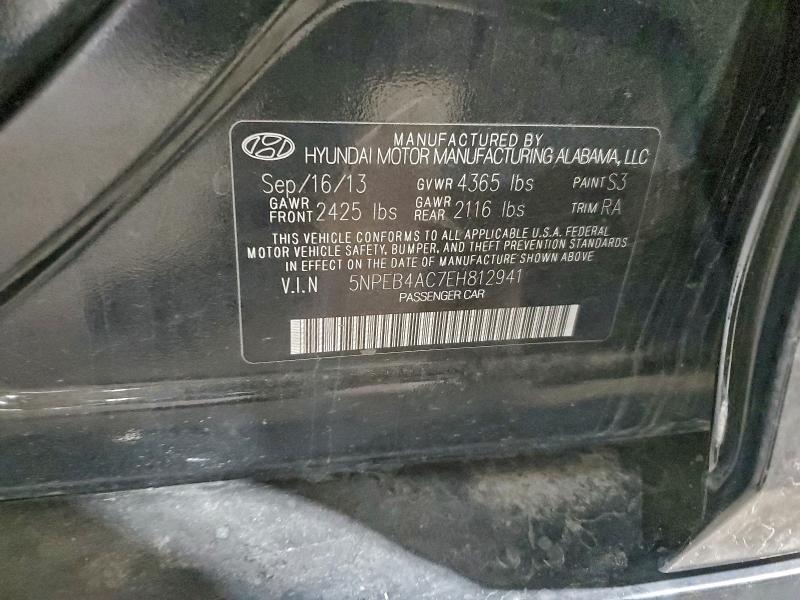 MANUFACTURED BY
HYUNDAI MOTOR MANUFACTURING ALABAMA, LLC
Sep/16/13 GVWR 4365 lbs PAINT S3
GAWR FRONT 2425 lbs GAWR REAR 2116 lbs TRIM RA
THIS VEHICLE CONFORMS TO ALL APPLICABLE U.S.A. FEDERAL
MOTOR VEHICLE SAFETY, BUMPER, AND THEFT PREVENTION STANDARDS
IN EFFECT ON THE DATE OF MANUFACTURE SHOWN ABOVE
V.I.N 5NPEB4AC7EH812941
PASSENGER CAR